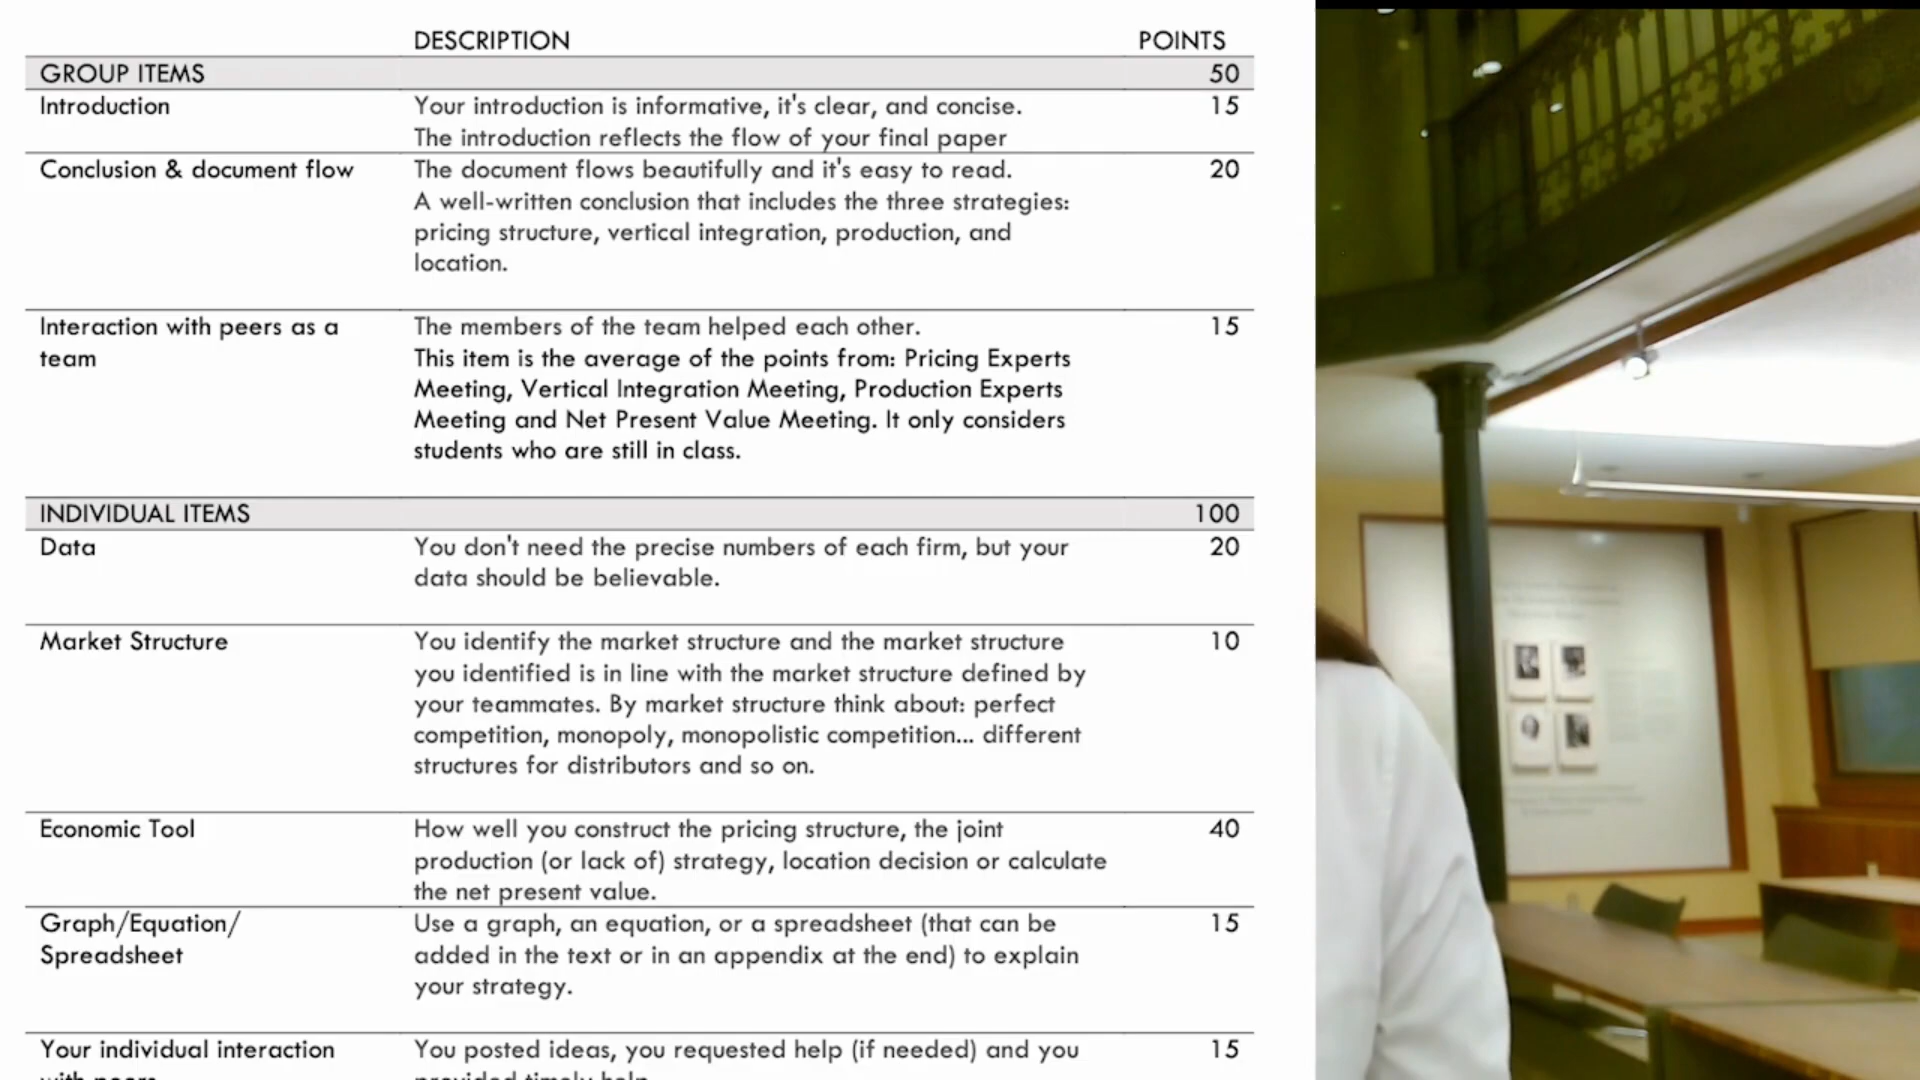 DESCRIPTION POINTS
GROUP ITEMS 50
Introduction Your introduction is informative, it's clear, and concise. 15
The introduction reflects the flow of your final paper
Conclusion & document flow The document flows beautifully and it's easy to read. 20
A well-written conclusion that includes the three strategies:
pricing structure, vertical integration, production, and
location.
Interaction with peers as a The members of the team helped each other. 15
team This item is the average of the points from: Pricing Experts
Meeting, Vertical Integration Meeting, Production Experts
Meeting and Net Present Value Meeting. It only considers
students who are still in class.
INDIVIDUAL ITEMS 100
Data You don't need the precise numbers of each firm, but your 20
data should be believable.
Market Structure You identify the market structure and the market structure 10
you identified is in line with the market structure defined by
your teammates. By market structure think about: perfect
competition, monopoly, monopolistic competition... different
structures for distributors and so on.
Economic Tool How well you construct the pricing structure, the joint 40
production (or lack of) strategy, location decision or calculate
the net present value.
Graph/Equation/ Use a graph, an equation, or a spreadsheet (that can be 15
Spreadsheet added in the text or in an appendix at the end) to explain
your strategy.
Your individual interaction You posted ideas, you requested help (if needed) and you 15
with peers provided timely help